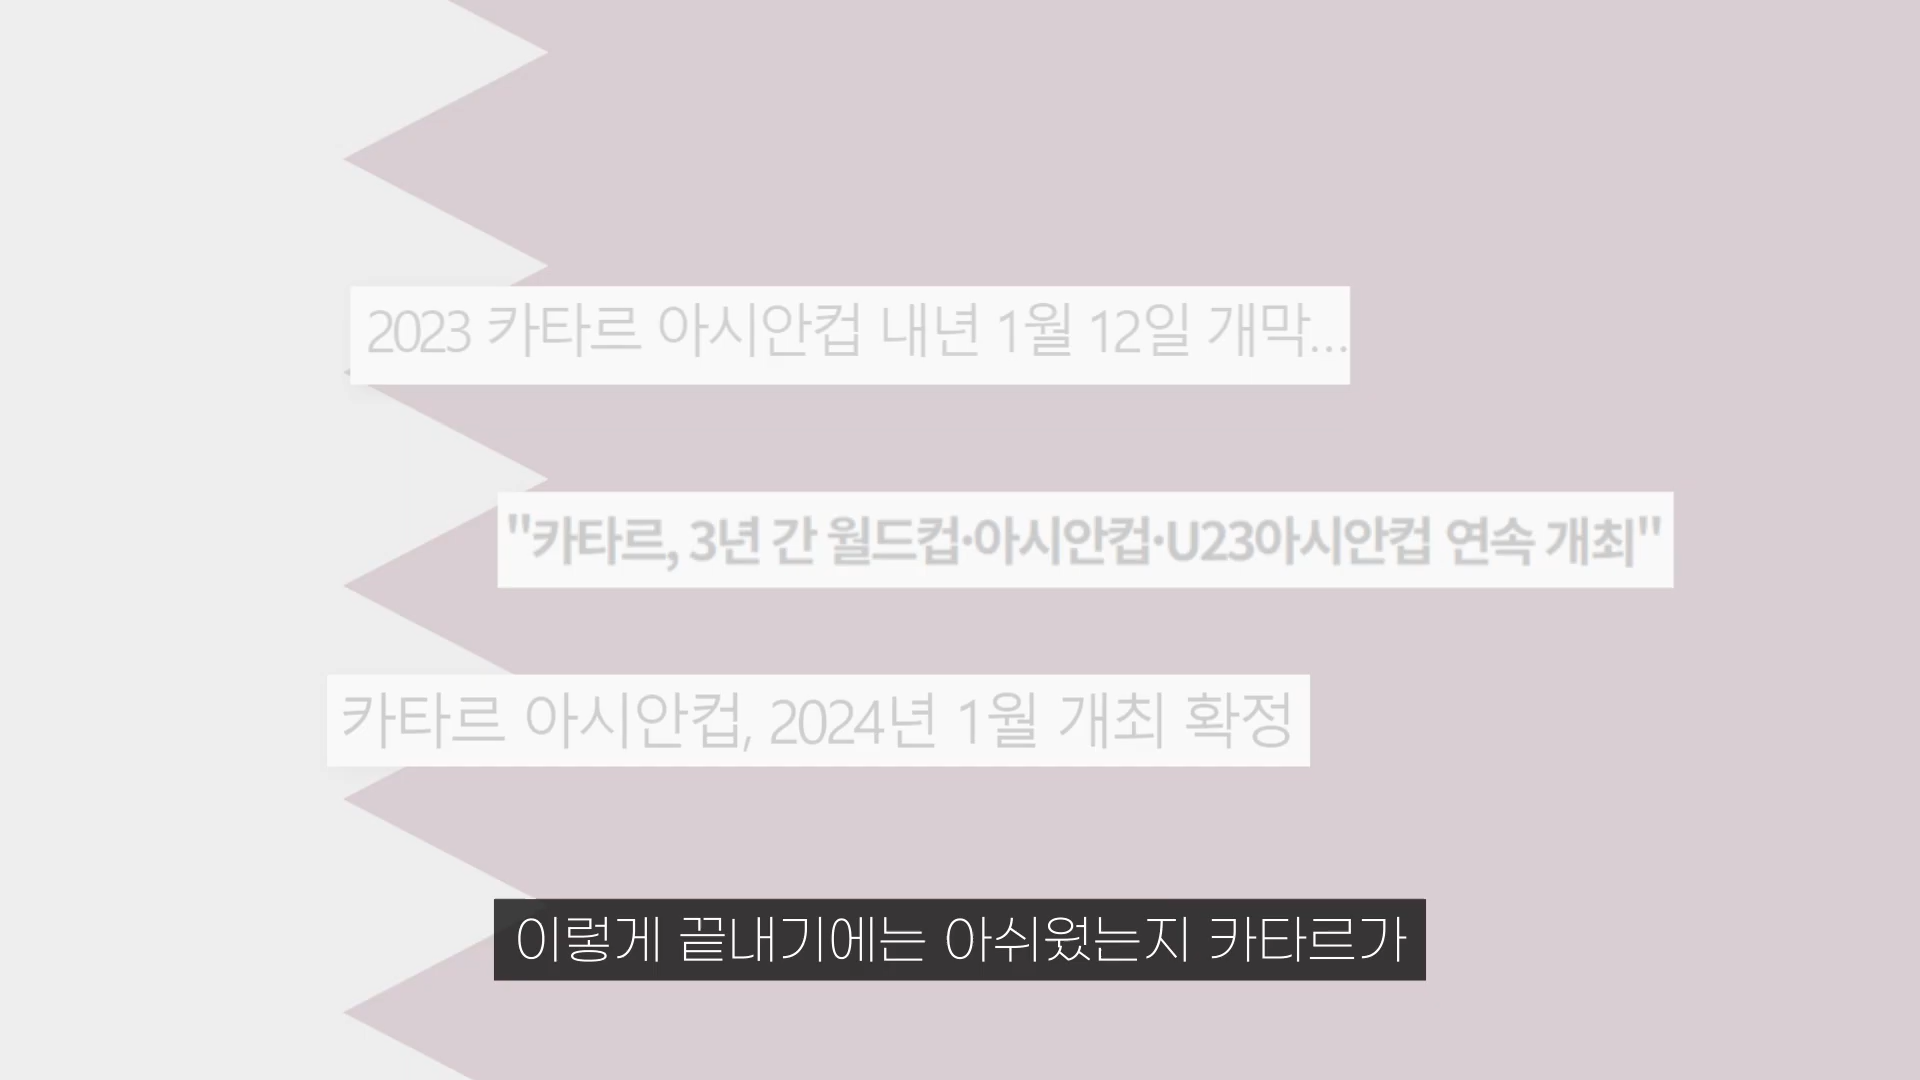 2023 카타르 아시안컵 내년 1월 12일 개막...
"카타르, 3년 간 월드컵·아시안컵·U23아시안컵 연속 개최"
카타르 아시안컵, 2024년 1월 개최 확정
이렇게 끝내기에는 아쉬웠는지 카타르가